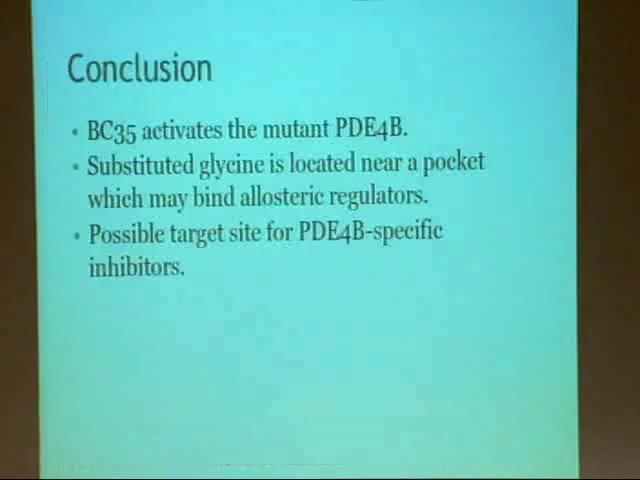 Conclusion
• BC35 activates the mutant PDE4B.
• Substituted glycine is located near a pocket
which may bind allosteric regulators.
• Possible target site for PDE4B-specific
inhibitors.